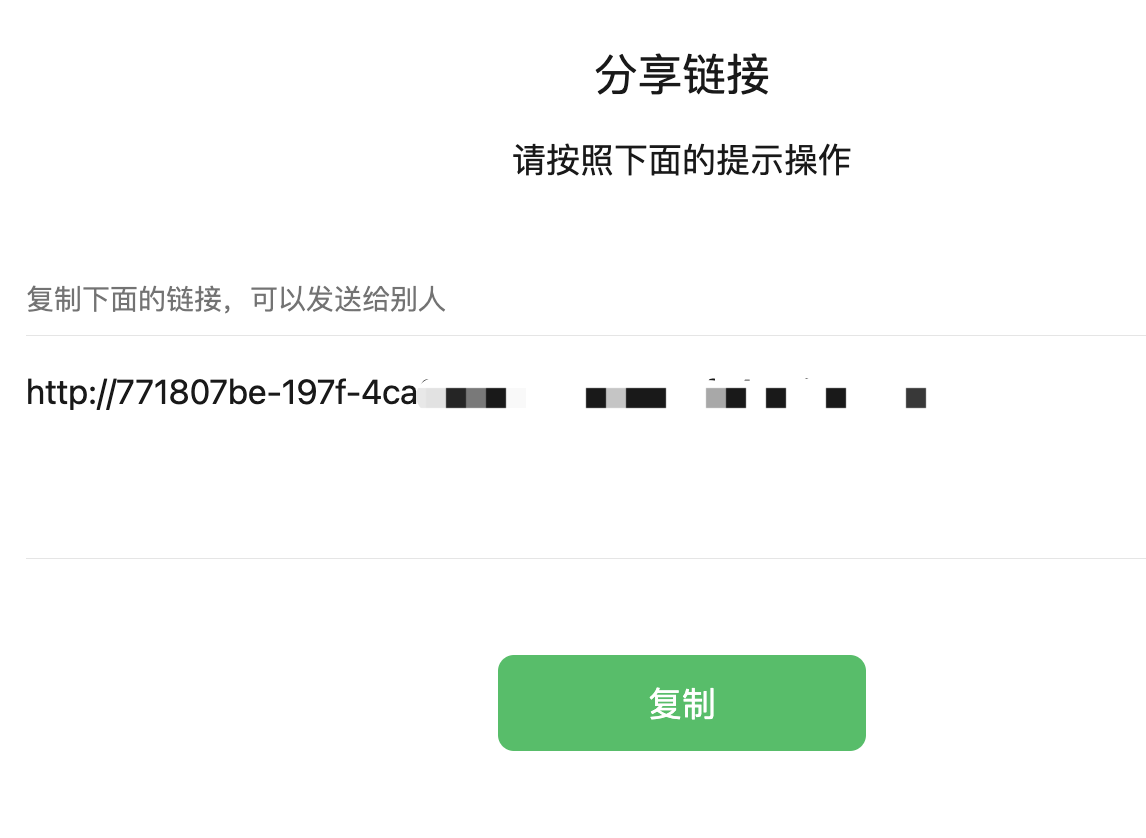 分享链接
请按照下面的提示操作
复制下面的链接，可以发送给别人
http://771807be-197f-4ca
复制